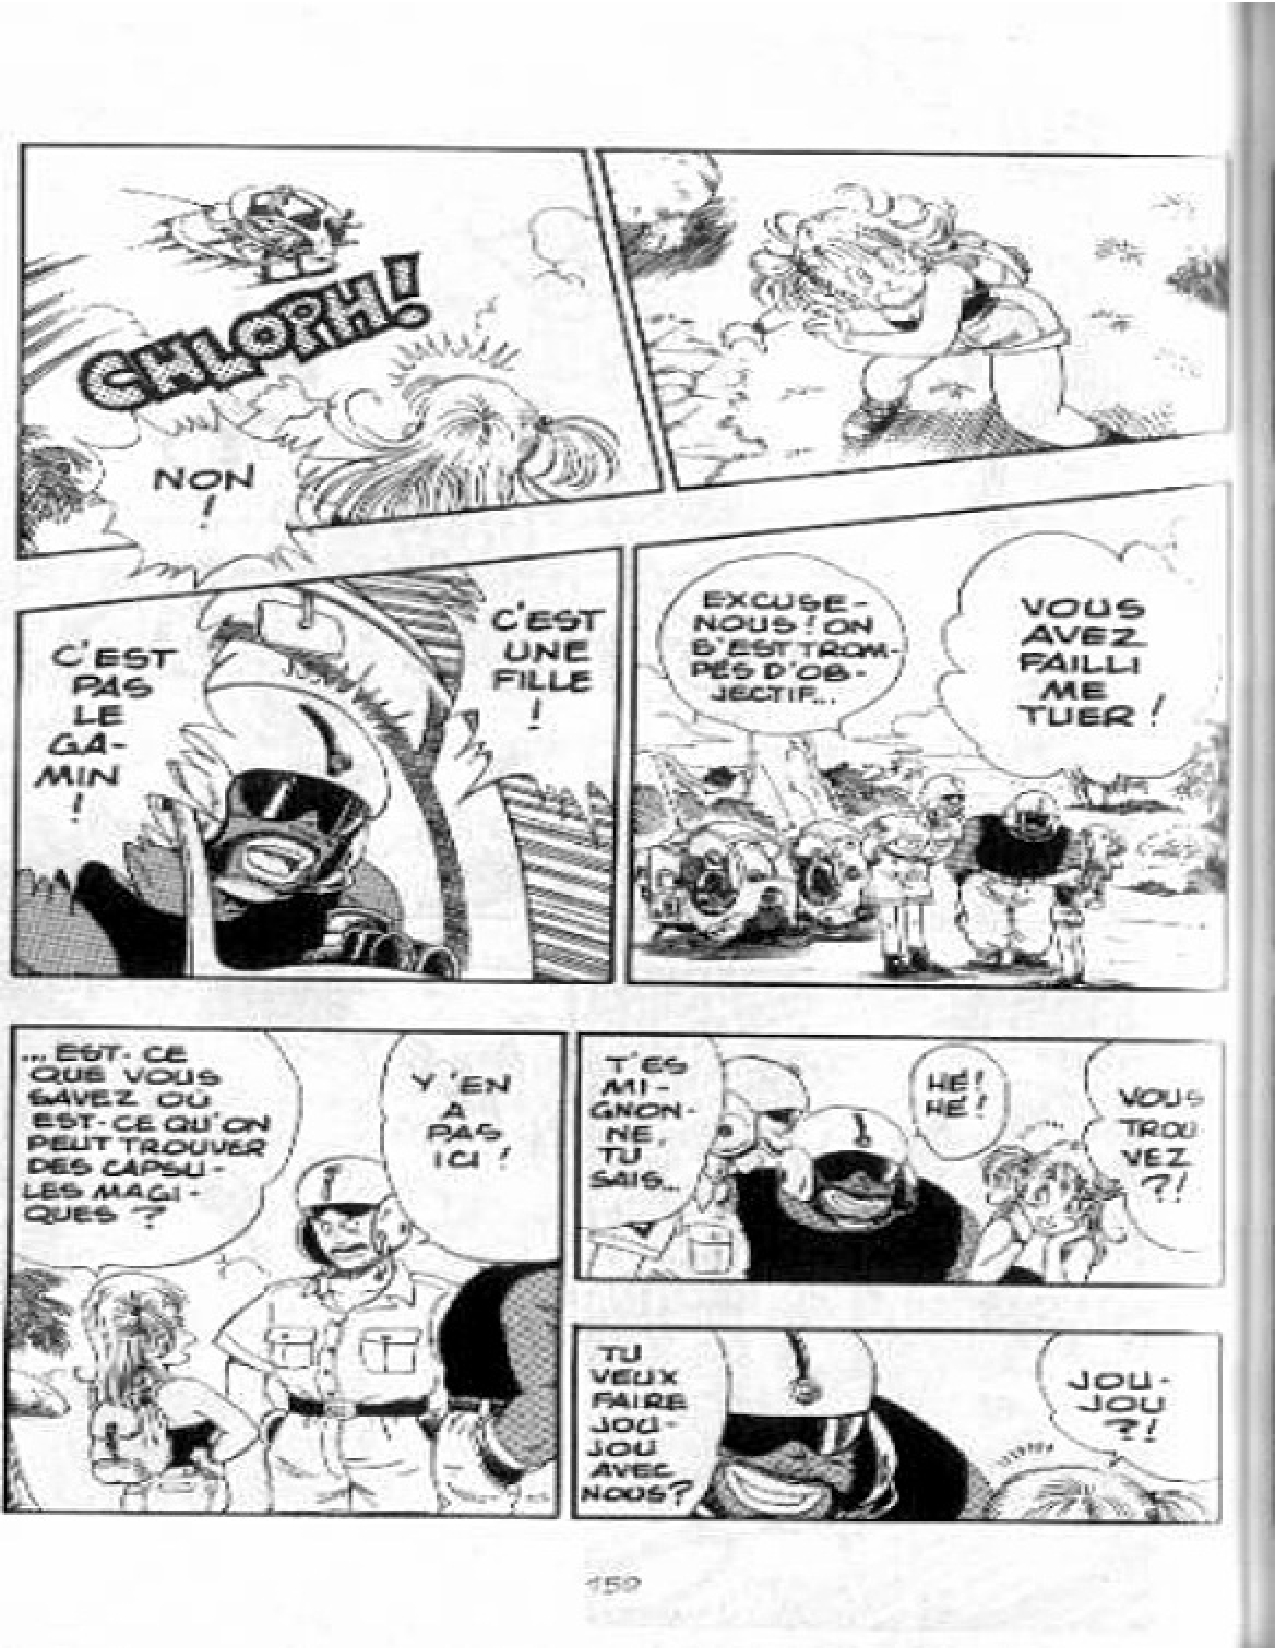 CHLOPH!
NON
!
C'EST
PAS
LE
GA-
MIN
!
C'EST
UNE
FILLE
!
EXCUSE-
NOUS! ON
S'EST TROM-
PÉS D'OB-
JECTIF...
VOUS
AVEZ
FAILLI
ME
TUER!
... EST-CE
QUE VOUS
SAVEZ OÙ
EST-CE QU'ON
PEUT TROUVER
DES CAPSU-
LES MAGI-
QUES?
Y'EN
A
PAS
ICI!
T'ES
MI-
GNON-
NE,
TU
SAIS...
HÉ!
HÉ!
VOUS
TROU-
VEZ
?!
TU
VEUX
FAIRE
JOU-
JOU
AVEC
NOUS?
JOU-
JOU
?!
159